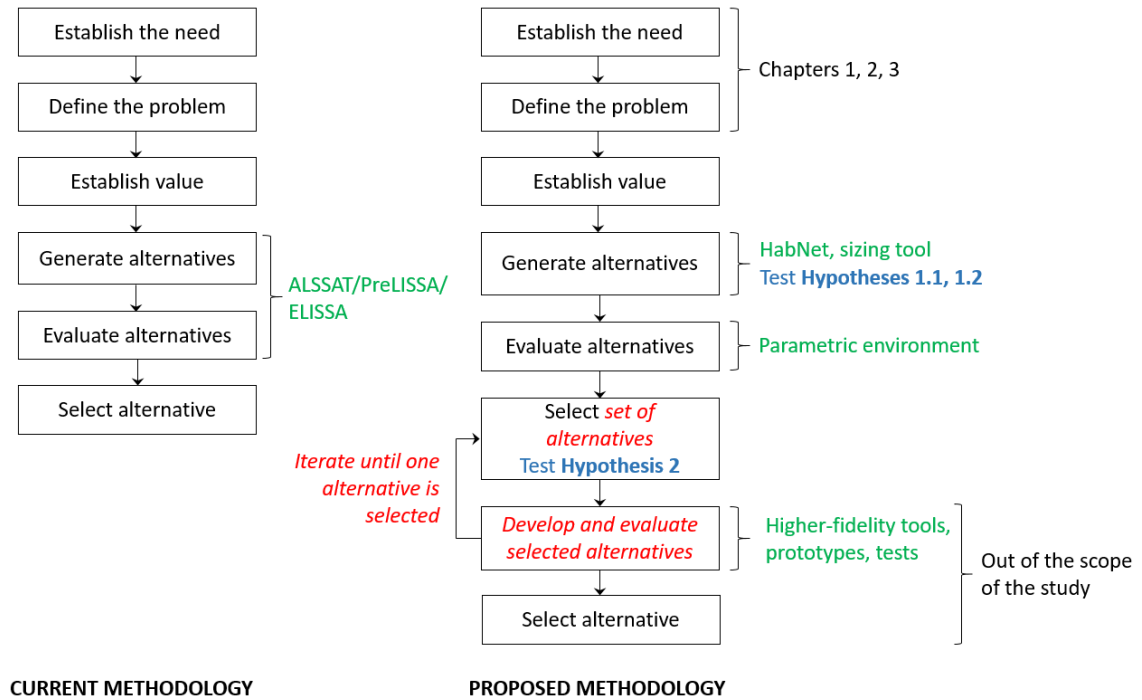 Establish the need
Define the problem
Establish value
Generate alternatives
Evaluate alternatives
Select alternative
ALSSAT/PreLISSA/
ELISSA
CURRENT METHODOLOGY
Establish the need
Define the problem
Chapters 1, 2, 3
Establish value
Generate alternatives
HabNet, sizing tool
Test Hypotheses 1.1, 1.2
Evaluate alternatives
Parametric environment
Select set of
alternatives
Test Hypothesis 2
Iterate until one
alternative is
selected
Develop and evaluate
selected alternatives
Higher-fidelity tools,
prototypes, tests
Select alternative
Out of the scope
of the study
PROPOSED METHODOLOGY